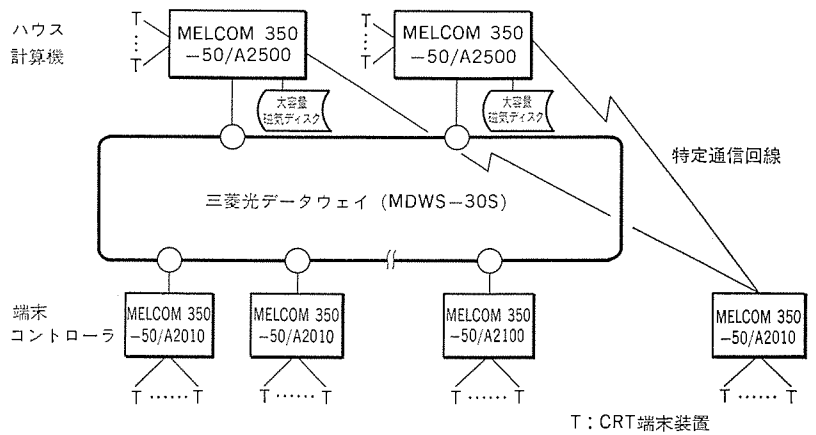 ハウス
計算機
T
⋮
T
MELCOM 350
-50/A2500
大容量
磁気ディスク
T
⋮
T
MELCOM 350
-50/A2500
大容量
磁気ディスク
特定通信回線
三菱光データウェイ (MDWS-30S)
端末
コントローラ
MELCOM 350
-50/A2010
T……T
MELCOM 350
-50/A2010
T……T
MELCOM 350
-50/A2100
T……T
MELCOM 350
-50/A2010
T……T
T：CRT端末装置